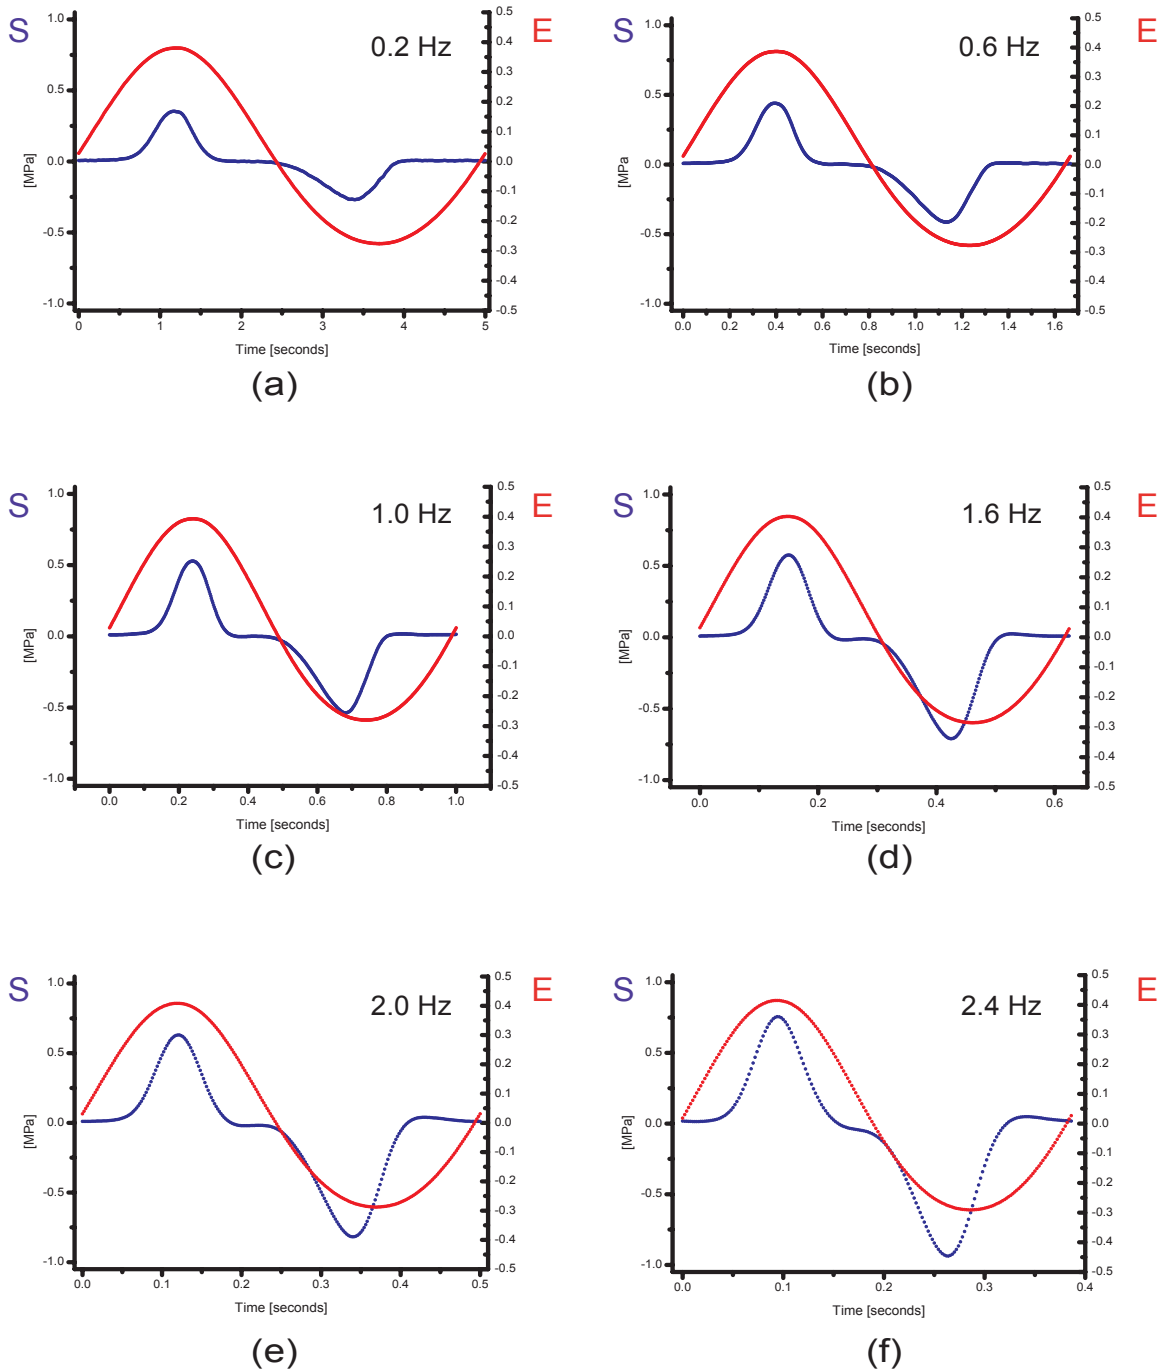 S E S E
0.2 Hz 0.6 Hz
1.0 0.5 1.0 0.5
0.4 0.4
0.3 0.3
0.5 0.2 0.5 0.2
0.1 0.1
[MPa] 0.0 0.0 [MPa 0.0 0.0
-0.1 -0.1
-0.5 -0.2 -0.5 -0.2
-0.3 -0.3
-0.4 -0.4
-1.0 -0.5 -1.0 -0.5
0 1 2 3 4 5 0.0 0.2 0.4 0.6 0.8 1.0 1.2 1.4 1.6
Time [seconds] Time [seconds]
(a) (b)
S E S E
1.0 Hz 1.6 Hz
1.0 0.5 1.0 0.5
0.4 0.4
0.3 0.3
0.5 0.2 0.5 0.2
0.1 0.1
[MPa] 0.0 0.0 [MPa] 0.0 0.0
-0.1 -0.1
-0.5 -0.2 -0.5 -0.2
-0.3 -0.3
-0.4 -0.4
-1.0 -0.5 -1.0 -0.5
0.0 0.2 0.4 0.6 0.8 1.0 0.0 0.2 0.4 0.6
Time [seconds] Time [seconds]
(c) (d)
S E S E
2.0 Hz 2.4 Hz
1.0 0.5 1.0 0.5
0.4 0.4
0.3 0.3
0.5 0.2 0.5 0.2
0.1 0.1
[MPa] 0.0 0.0 [MPa] 0.0 0.0
-0.1 -0.1
-0.5 -0.2 -0.5 -0.2
-0.3 -0.3
-0.4 -0.4
-1.0 -0.5 -1.0 -0.5
0.0 0.1 0.2 0.3 0.4 0.5 0.0 0.1 0.2 0.3 0.4
Time [seconds] Time [seconds]
(e) (f)